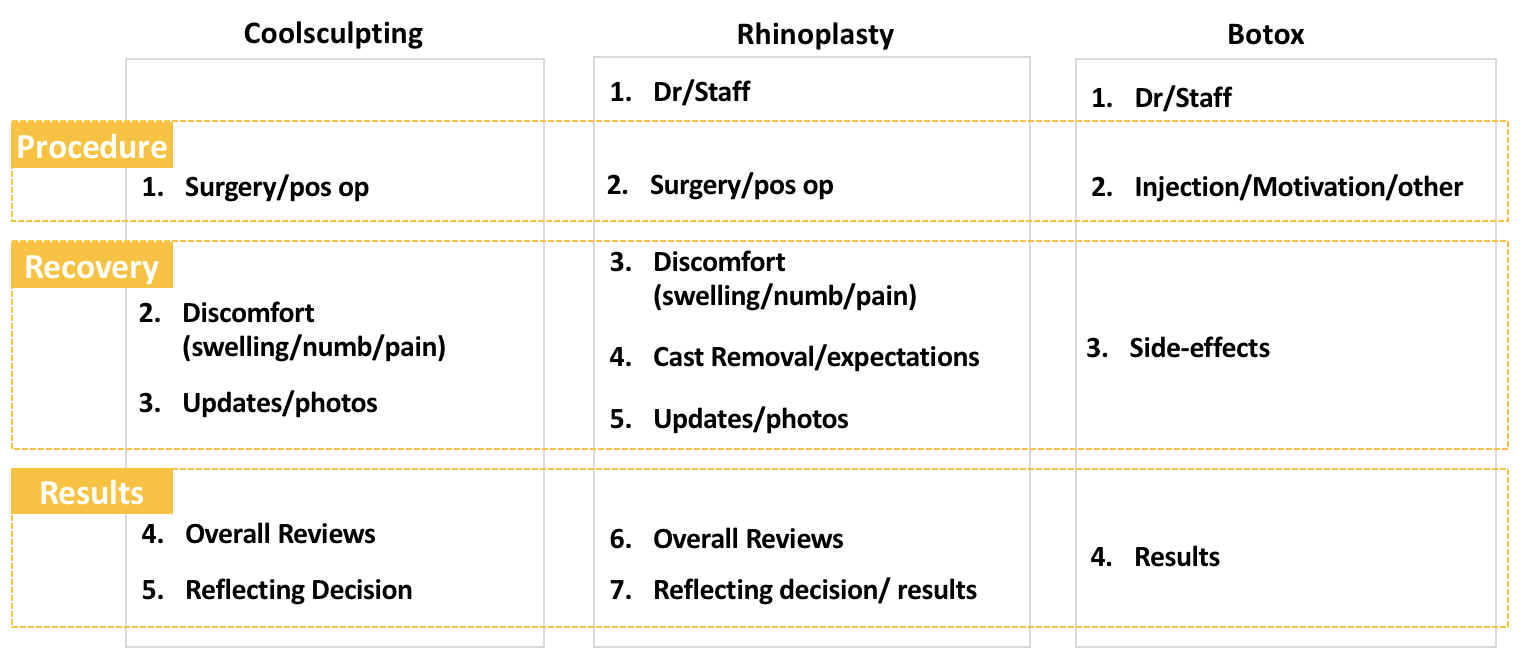 Coolsculpting
Rhinoplasty
Botox
1. Dr/Staff
1. Dr/Staff
Procedure
1. Surgery/pos op
2. Surgery/pos op
2. Injection/Motivation/other
Recovery
2. Discomfort
(swelling/numb/pain)
3. Updates/photos
3. Discomfort
(swelling/numb/pain)
4. Cast Removal/expectations
5. Updates/photos
3. Side-effects
Results
4. Overall Reviews
5. Reflecting Decision
6. Overall Reviews
7. Reflecting decision/ results
4. Results